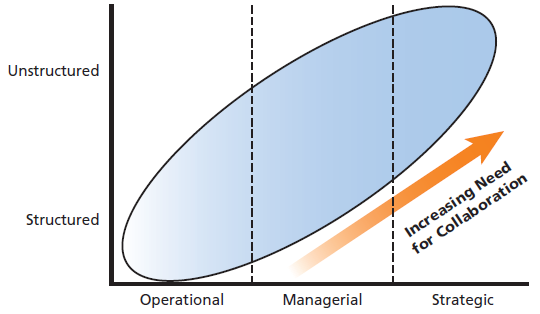 Unstructured
Structured
Increasing Need
for Collaboration
Operational
Managerial
Strategic